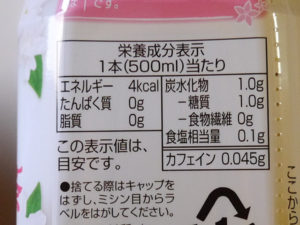 です。
栄養成分表示
1本(500ml)当たり
エネルギー 4kcal
たんぱく質 0g
脂質 0g
炭水化物 1.0g
－糖質 1.0g
－食物繊維 0g
食塩相当量 0.1g
カフェイン 0.045g
この表示値は、
目安です。
●捨てる際はキャップを
はずし、ミシン目からラ
ベルをはがしてください。
ここから